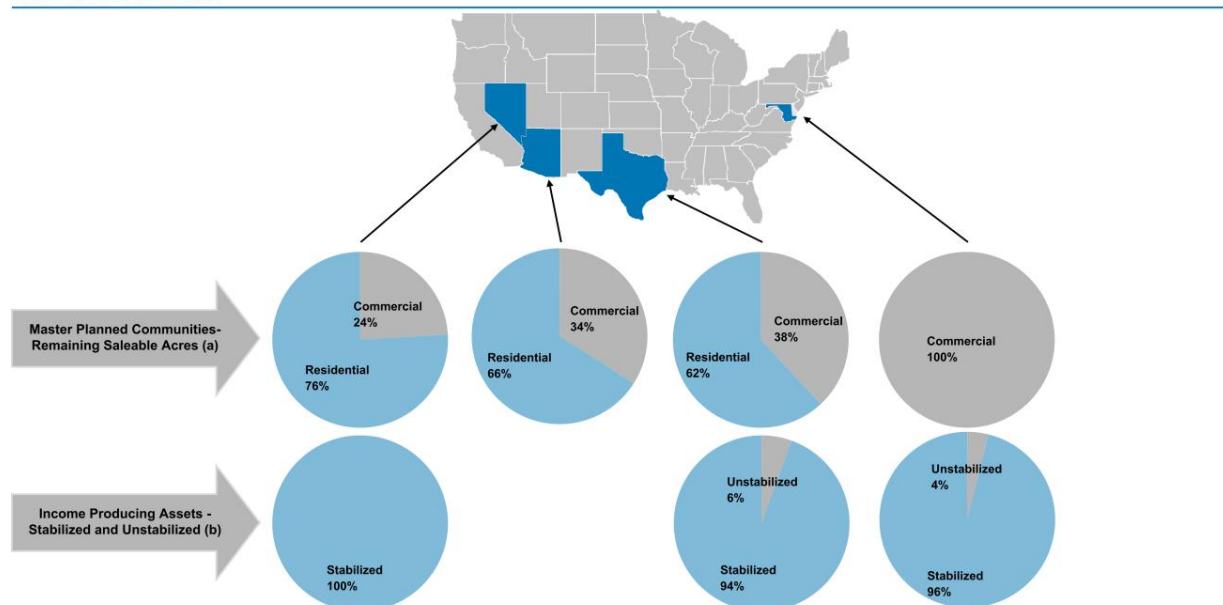 Master Planned Communities-
Remaining Saleable Acres (a)
Commercial
24%
Residential
76%
Commercial
34%
Residential
66%
Commercial
38%
Residential
62%
Commercial
100%
Income Producing Assets -
Stabilized and Unstabilized (b)
Stabilized
100%
Unstabilized
6%
Stabilized
94%
Unstabilized
4%
Stabilized
96%